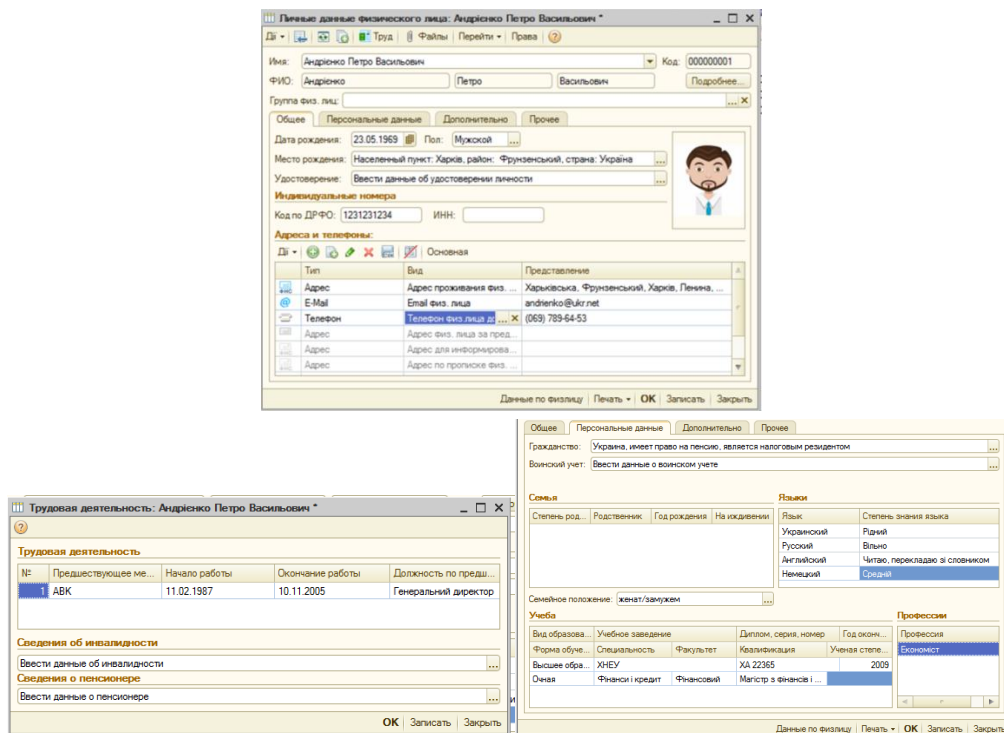 Личные данные физического лица: Андрієнко Петро Васильович *
Дії Труд Файлы Перейти Права
Имя: Андрієнко Петро Васильович Код: 000000001
ФИО: Андрієнко Петро Васильович Подробнее...
Группа физ. лиц:
Общее Персональные данные Дополнительно Прочее
Дата рождения: 23.05.1969 Пол: Мужской ...
Место рождения: Населенный пункт: Харків, район: Фрунзенський, страна: Україна ...
Удостоверение: Ввести данные об удостоверении личности ...
Индивидуальные номера
Код по ДРФО: 1231231234 ИНН:
Адреса и телефоны:
Дії Основная
Тип Вид Представление
Адрес Адрес проживания физ. ... Харьківська, Фрунзенський, Харків, Ленина, ...
E-Mail Email физ. лица andrienko@ukr.net
Телефон Телефон физ.лица до ... (069) 789-64-53
Адрес Адрес физ. лица за пред...
Адрес Адрес для информирова...
Адрес Адрес по прописке физ. ...
Данные по физлицу Печать OK Записать Закрыть
Трудовая деятельность: Андрієнко Петро Васильович *
Трудовая деятельность
№ Предшествующее ме... Начало работы Окончание работы Должность по предш...
1 АВК 11.02.1987 10.11.2005 Генеральний директор
Сведения об инвалидности
Ввести данные об инвалидности ...
Сведения о пенсионере
Ввести данные о пенсионере ...
OK Записать Закрыть
Общее Персональные данные Дополнительно Прочее
Гражданство: Украина, имеет право на пенсию, является налоговым резидентом ...
Воинский учет: Ввести данные о воинском учете ...
Семья Языки
Степень род... Родственник Год рождения На иждивении Язык Степень знания языка
Украинский Рідний
Русский Вільно
Английский Читаю, перекладаю зі словником
Немецкий Средній
Семейное положение: женат/замужем ...
Учеба Профессии
Вид образова... Учебное заведение Диплом, серия, номер Год оконч... Профессия
Форма обуче... Специальность Факультет Квалификация Ученая степе... Економіст
Высшее обра... ХНЕУ ХА 22365 2009
Очная Фінанси і кредит Фінансовий Магістр з фінансів і ...
Данные по физлицу Печать OK Записать Закрыть